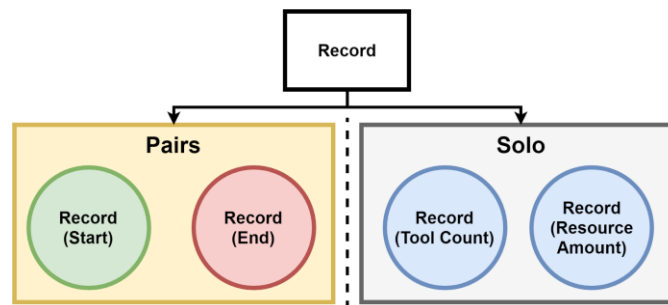 Record
Pairs
Solo
Record
(Start)
Record
(End)
Record
(Tool Count)
Record
(Resource
Amount)